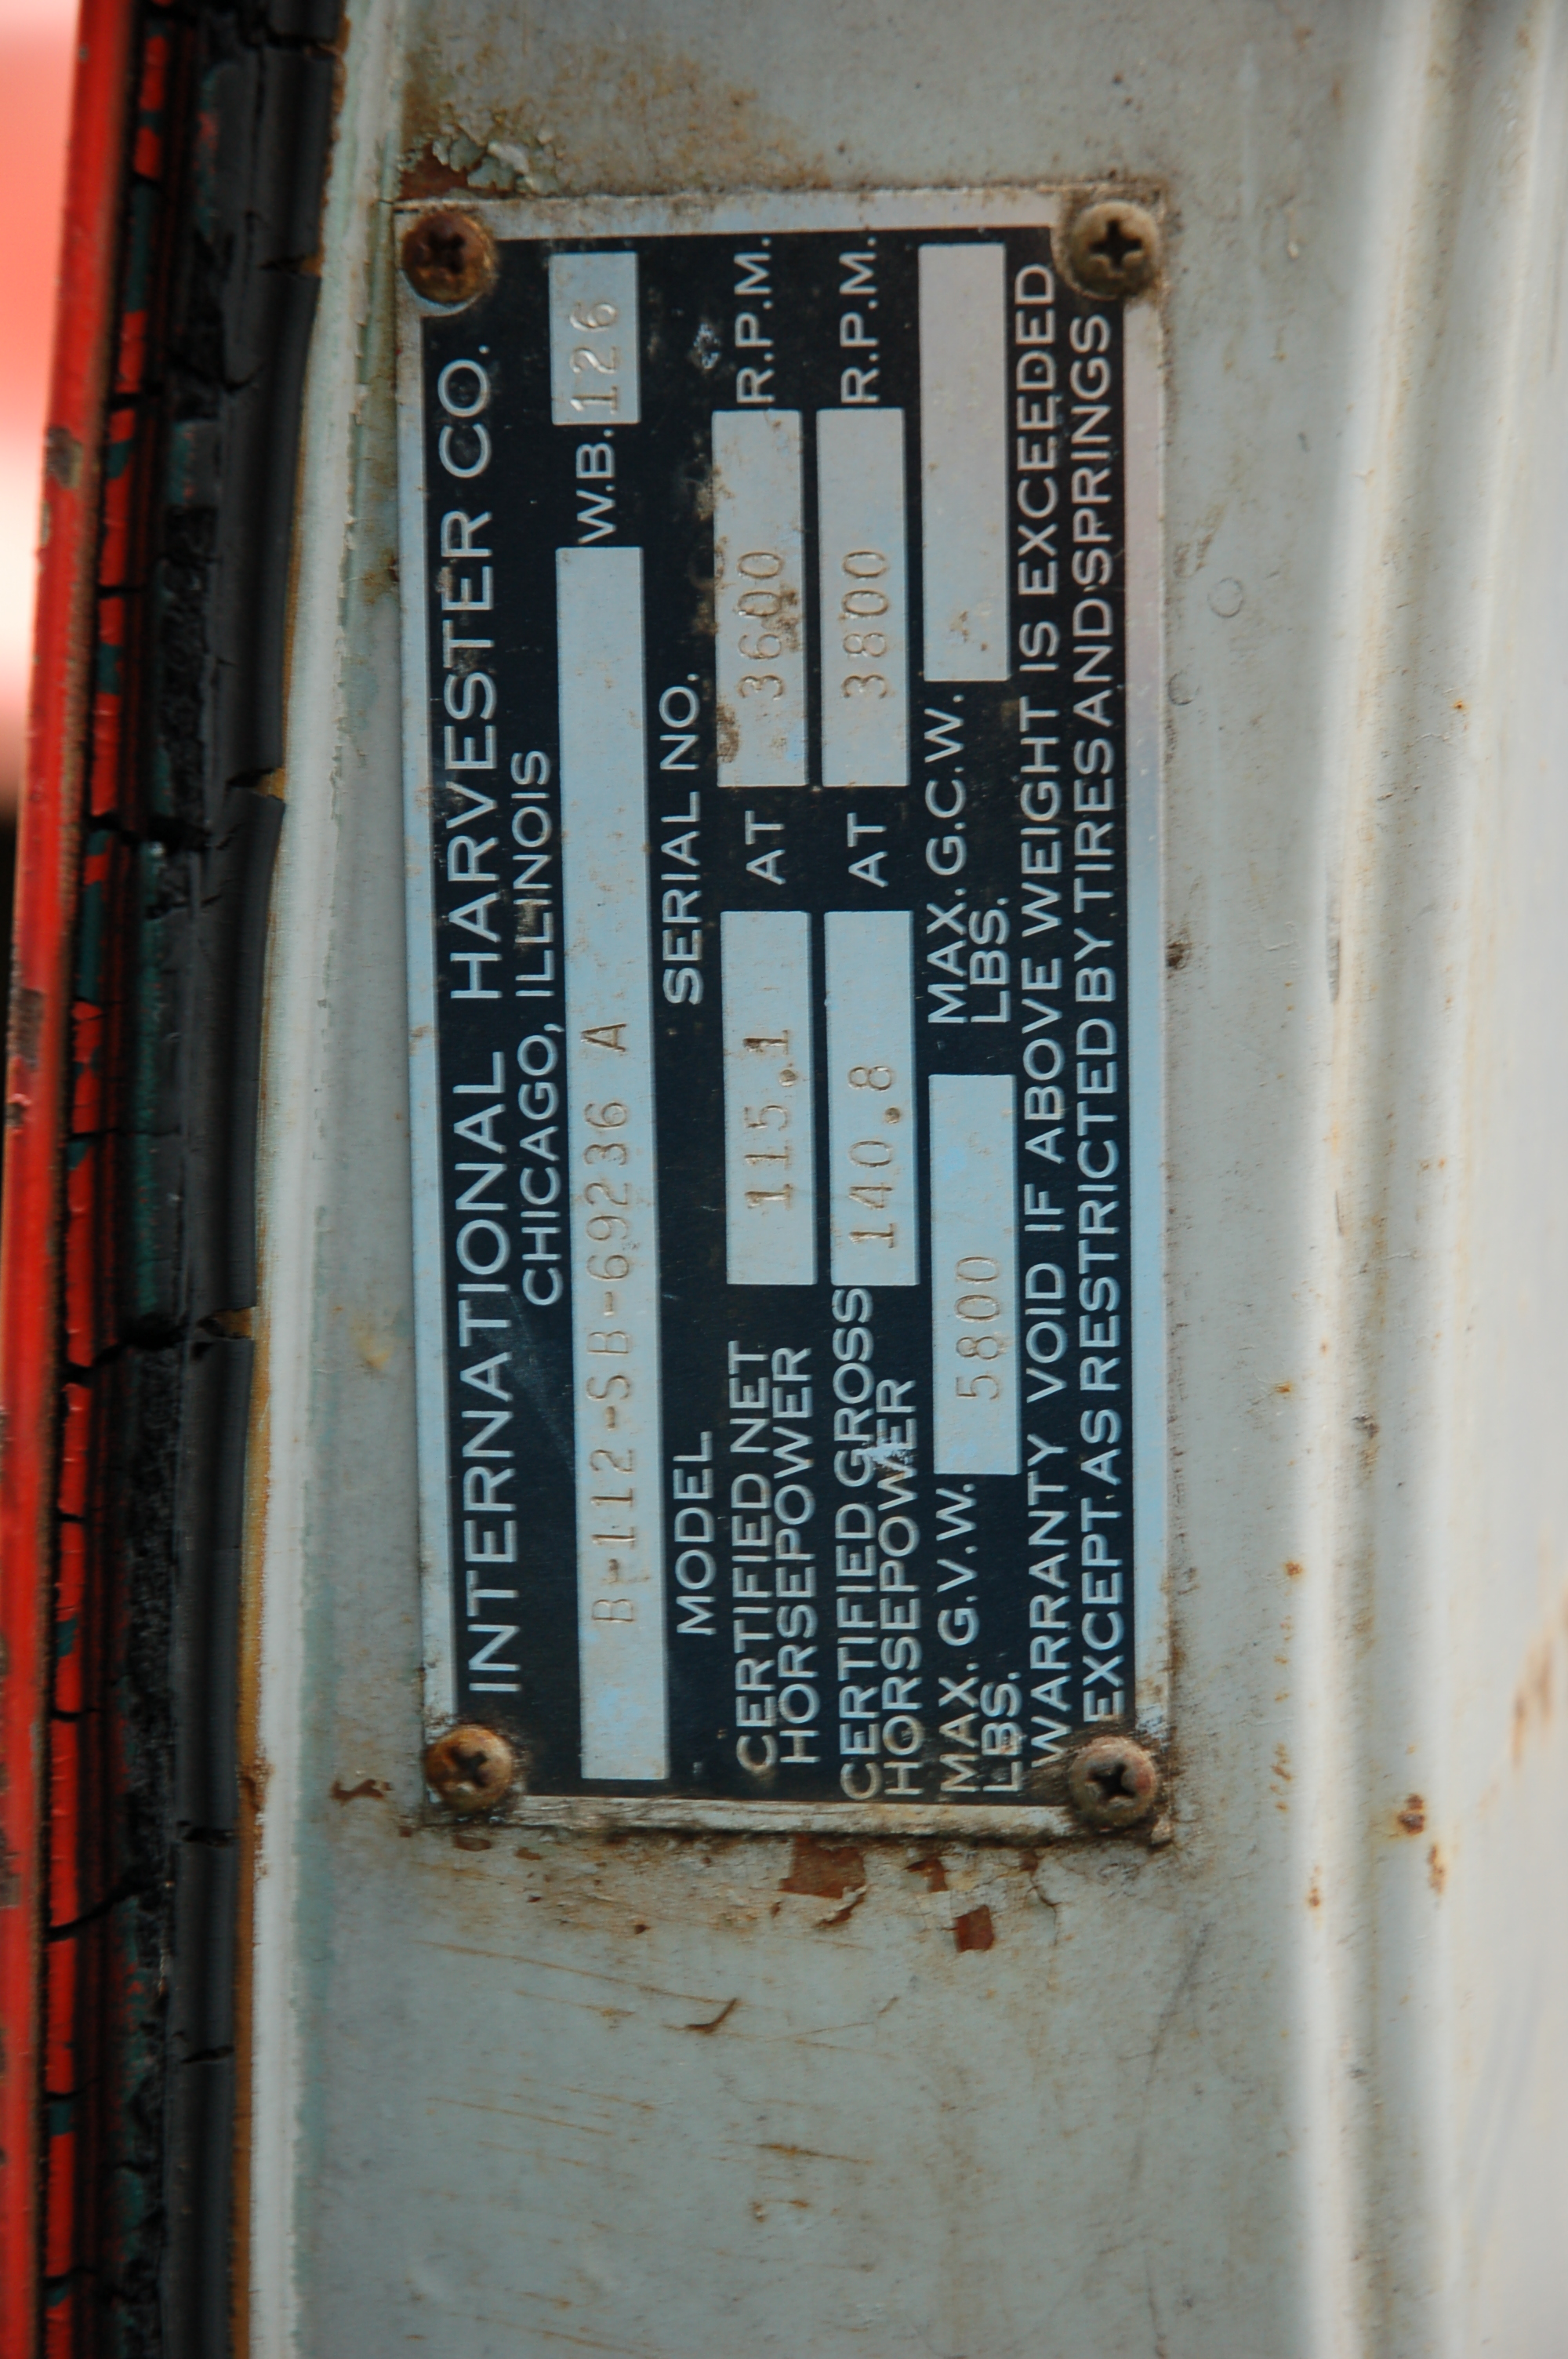 INTERNATIONAL HARVESTER CO.
CHICAGO, ILLINOIS
B-112-SB-69236 A W.B. 126
MODEL SERIAL NO.
CERTIFIED NET
HORSEPOWER 115.1 AT 3600 R.P.M.
CERTIFIED GROSS
HORSEPOWER 140.8 AT 3800 R.P.M.
MAX. G.V.W. 5800 MAX. G.C.W.
LBS. LBS.
WARRANTY VOID IF ABOVE WEIGHT IS EXCEEDED
EXCEPT AS RESTRICTED BY TIRES AND SPRINGS